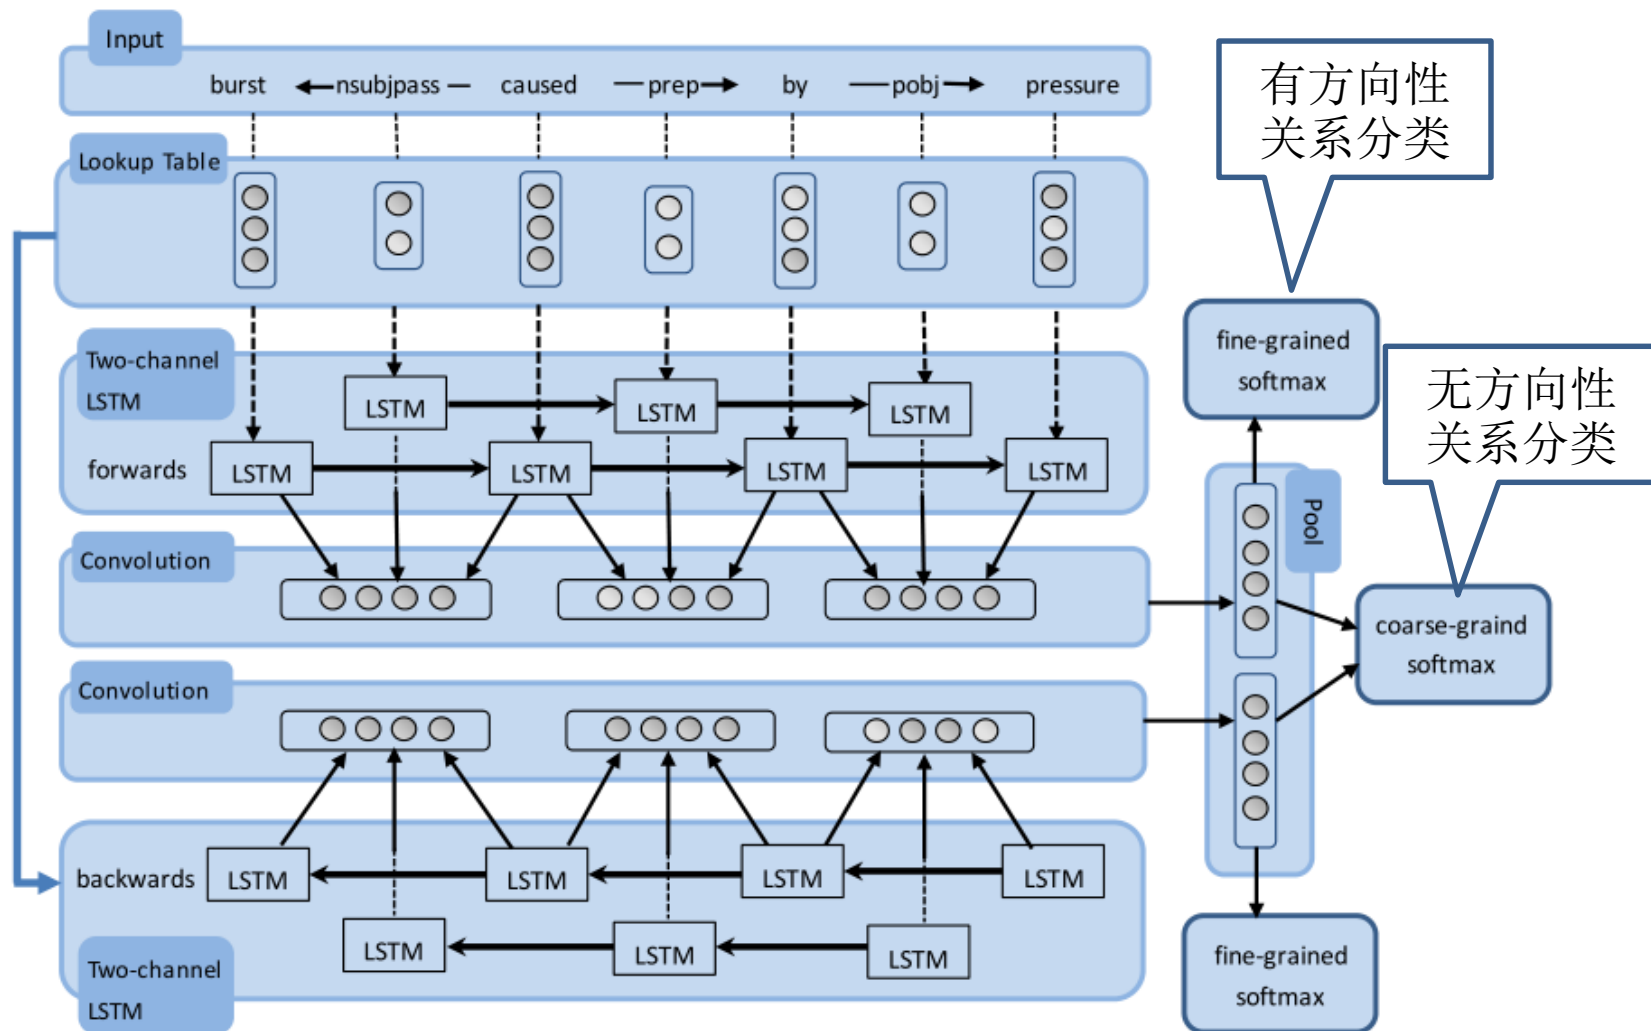 Input
burst nsubjpass caused prep by pobj pressure
Lookup Table
Two-channel
LSTM
LSTM LSTM LSTM
forwards
LSTM LSTM LSTM LSTM
Convolution
Convolution
backwards
LSTM LSTM LSTM LSTM
LSTM LSTM LSTM
Two-channel
LSTM
有方向性
关系分类
fine-grained
softmax
无方向性
关系分类
Pool
coarse-graind
softmax
fine-grained
softmax